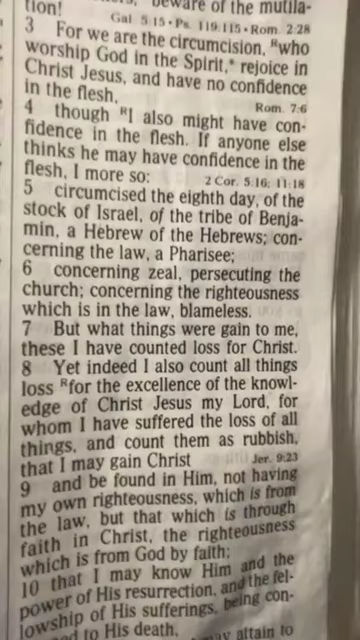 tion!
beware of the mutila-
Gal. 5:15 • Ps. 119:115 • Rom. 2:28
3 For we are the circumcision, ᴿwho
worship God in the Spirit,* rejoice in
Christ Jesus, and have no confidence
in the flesh,
Rom. 7:6
4 though ᴿI also might have con-
fidence in the flesh. If anyone else
thinks he may have confidence in the
flesh, I more so: 2 Cor. 5:16; 11:18
5 circumcised the eighth day, of the
stock of Israel, of the tribe of Benja-
min, a Hebrew of the Hebrews; con-
cerning the law, a Pharisee;
6 concerning zeal, persecuting the
church; concerning the righteousness
which is in the law, blameless.
7 But what things were gain to me,
these I have counted loss for Christ.
8 Yet indeed I also count all things
loss ᴿfor the excellence of the knowl-
edge of Christ Jesus my Lord, for
whom I have suffered the loss of all
things, and count them as rubbish,
that I may gain Christ Jer. 9:23
9 and be found in Him, not having
my own righteousness, which is from
the law, but that which is through
faith in Christ, the righteousness
which is from God by faith;
10 that I may know Him and the
power of His resurrection, and the fel-
lowship of His sufferings, being con-
to His death,
may attain to